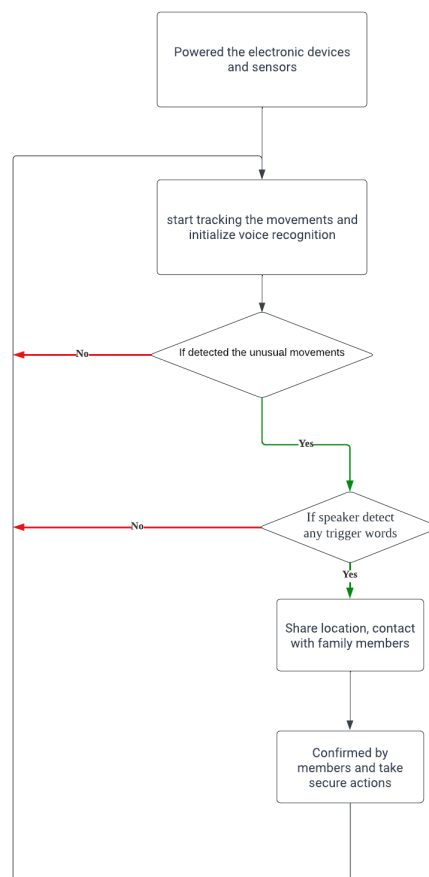 Powered the electronic devices
and sensors
start tracking the movements and
initialize voice recognition
If detected the unusual movements
No
Yes
If speaker detect
any trigger words
No
Yes
Share location, contact
with family members
Confirmed by
members and take
secure actions